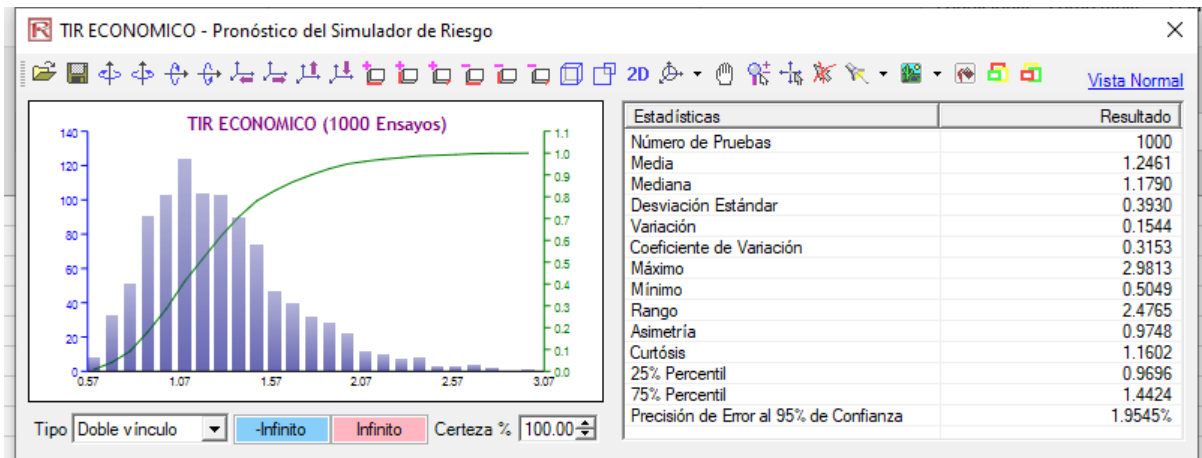 TIR ECONOMICO - Pronóstico del Simulador de Riesgo
2D
Vista Normal
TIR ECONOMICO (1000 Ensayos)
140
120
100
80
60
40
20
0
1.1
1.0
0.9
0.8
0.7
0.6
0.5
0.4
0.3
0.2
0.1
0.0
0.57 1.07 1.57 2.07 2.57 3.07
Tipo Doble vínculo -Infinito Infinito Certeza % 100.00
Estadísticas Resultado
Número de Pruebas 1000
Media 1.2461
Mediana 1.1790
Desviación Estándar 0.3930
Variación 0.1544
Coeficiente de Variación 0.3153
Máximo 2.9813
Mínimo 0.5049
Rango 2.4765
Asimetría 0.9748
Curtósis 1.1602
25% Percentil 0.9696
75% Percentil 1.4424
Precisión de Error al 95% de Confianza 1.9545%